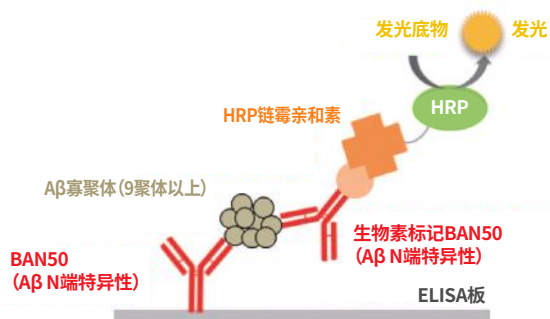 发光底物
发光
HRP
HRP链霉亲和素
Aβ寡聚体(9聚体以上)
生物素标记BAN50
(Aβ N端特异性)
BAN50
(Aβ N端特异性)
ELISA板